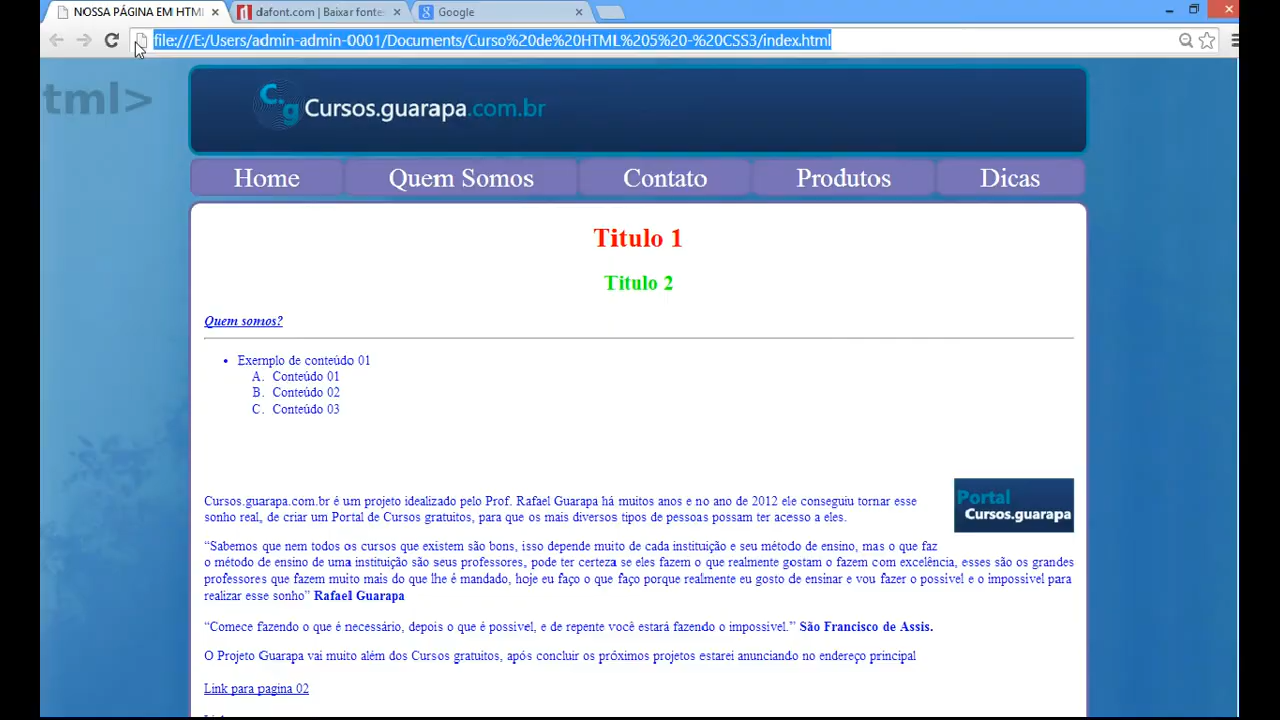 NOSSA PÁGINA EM HTM
dafont.com | Baixar fontes
Google
file:///E:/Users/admin-admin-0001/Documents/Curso%20de%20HTML%205%20-%20CSS3/index.html
tml>
C.g Cursos.guarapa.com.br
Home Quem Somos Contato Produtos Dicas
Titulo 1
Titulo 2
Quem somos?
• Exemplo de conteúdo 01
A. Conteúdo 01
B. Conteúdo 02
C. Conteúdo 03
Portal
Cursos.guarapa
Cursos.guarapa.com.br é um projeto idealizado pelo Prof. Rafael Guarapa há muitos anos e no ano de 2012 ele conseguiu tornar esse
sonho real, de criar um Portal de Cursos gratuitos, para que os mais diversos tipos de pessoas possam ter acesso a eles.
“Sabemos que nem todos os cursos que existem são bons, isso depende muito de cada instituição e seu método de ensino, mas o que faz
o método de ensino de uma instituição são seus professores, pode ter certeza se eles fazem o que realmente gostam o fazem com excelência, esses são os grandes
professores que fazem muito mais do que lhe é mandado, hoje eu faço o que faço porque realmente eu gosto de ensinar e vou fazer o possivel e o impossivel para
realizar esse sonho” Rafael Guarapa
“Comece fazendo o que é necessário, depois o que é possivel, e de repente você estará fazendo o impossivel.” São Francisco de Assis.
O Projeto Guarapa vai muito além dos Cursos gratuitos, após concluir os próximos projetos estarei anunciando no endereço principal
Link para pagina 02